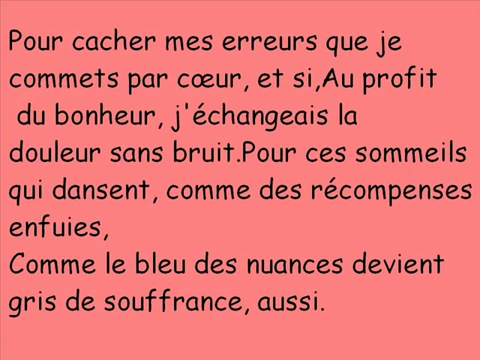 Pour cacher mes erreurs que je
commets par cœur, et si,Au profit
du bonheur, j'échangeais la
douleur sans bruit.Pour ces sommeils
qui dansent, comme des récompenses
enfuies,
Comme le bleu des nuances devient
gris de souffrance, aussi.